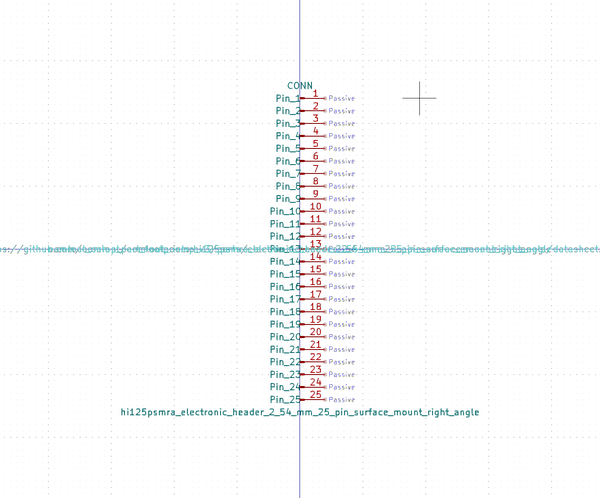 CONN
Pin_1 1 Passive
Pin_2 2 Passive
Pin_3 3 Passive
Pin_4 4 Passive
Pin_5 5 Passive
Pin_6 6 Passive
Pin_7 7 Passive
Pin_8 8 Passive
Pin_9 9 Passive
Pin_10 10 Passive
Pin_11 11 Passive
Pin_12 12 Passive
Pin_13 13
Pin_14 14 Passive
Pin_15 15 Passive
Pin_16 16 Passive
Pin_17 17 Passive
Pin_18 18 Passive
Pin_19 19 Passive
Pin_20 20 Passive
Pin_21 21 Passive
Pin_22 22 Passive
Pin_23 23 Passive
Pin_24 24 Passive
Pin_25 25 Passive
hi125psmra_electronic_header_2_54_mm_25_pin_surface_mount_right_angle